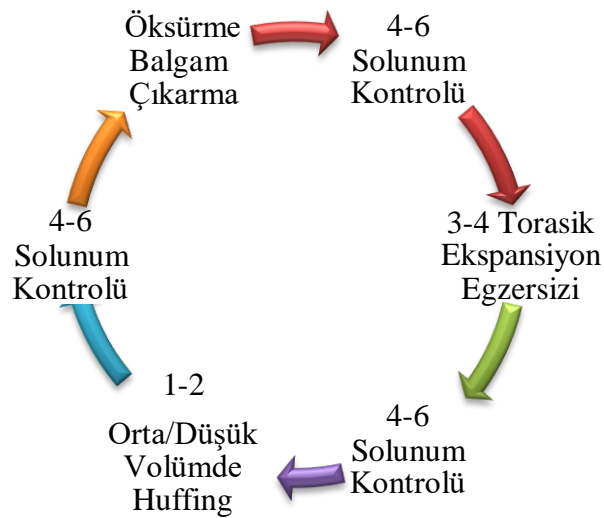 Öksürme
Balgam
Çıkarma
4-6
Solunum
Kontrolü
3-4 Torasik
Ekspansiyon
Egzersizi
4-6
Solunum
Kontrolü
1-2
Orta/Düşük
Volümde
Huffing
4-6
Solunum
Kontrolü